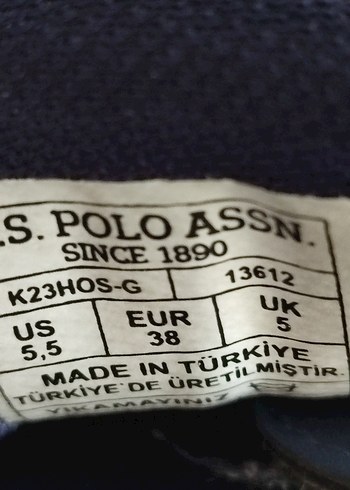 .S. POLO ASSN.
SINCE 1890
K23HOS-G 13612
US EUR UK
5,5 38 5
MADE IN TÜRKİYE
TÜRKİYE'DE ÜRETİLMİŞTİR.
YIKAMAYINIZ